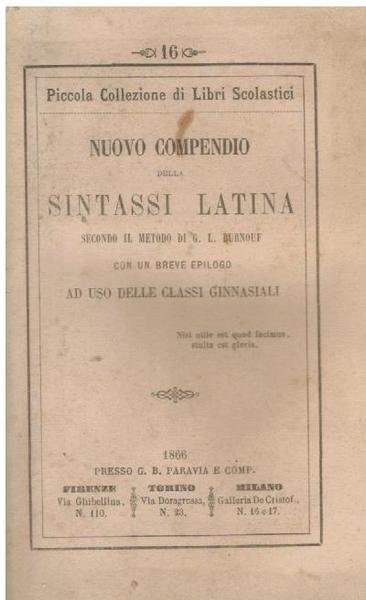 16
Piccola Collezione di Libri Scolastici
NUOVO COMPENDIO
DELLA
SINTASSI LATINA
SECONDO IL METODO DI G. L. BURNOUF
CON UN BREVE EPILOGO
AD USO DELLE CLASSI GINNASIALI
Nisi utile est quod facimus,
stulta est gloria.
1866
PRESSO G. B. PARAVIA E COMP.
FIRENZE TORINO MILANO
Via Ghibellina, Via Doragrossa, Galleria De Cristof.,
N. 110. N. 23. N. 16 e 17.